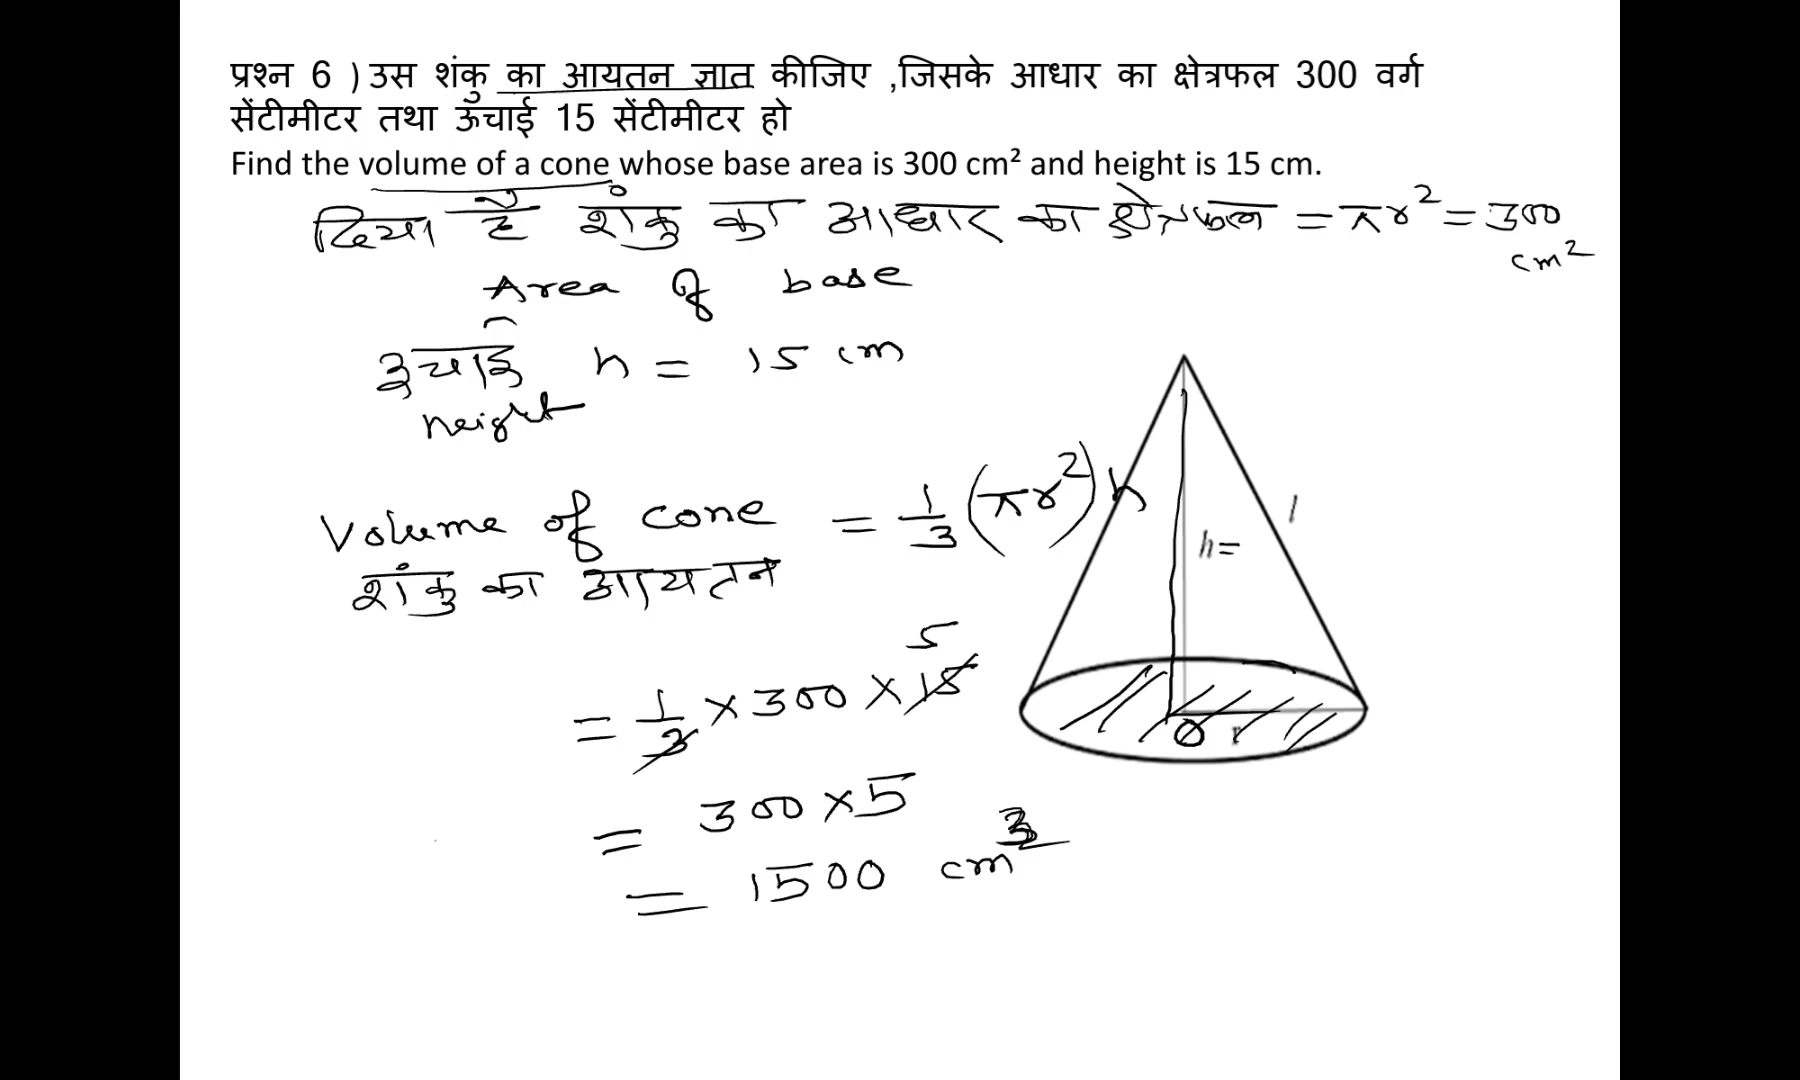 प्रश्न 6 ) उस शंकु का आयतन ज्ञात कीजिए ,जिसके आधार का क्षेत्रफल 300 वर्ग
सेंटीमीटर तथा ऊंचाई 15 सेंटीमीटर हो
Find the volume of a cone whose base area is 300 cm² and height is 15 cm.
दिया है शंकु का आधार का क्षेत्रफल = πr² = 300
cm²
Area of base
ऊचाई h = 15 cm
height
Volume of cone = 1/3 (πr²) h
शंकु का आयतन
l
h=
5
= 1/3 × 300 × 15
O r
= 300 × 5
= 1500 cm³